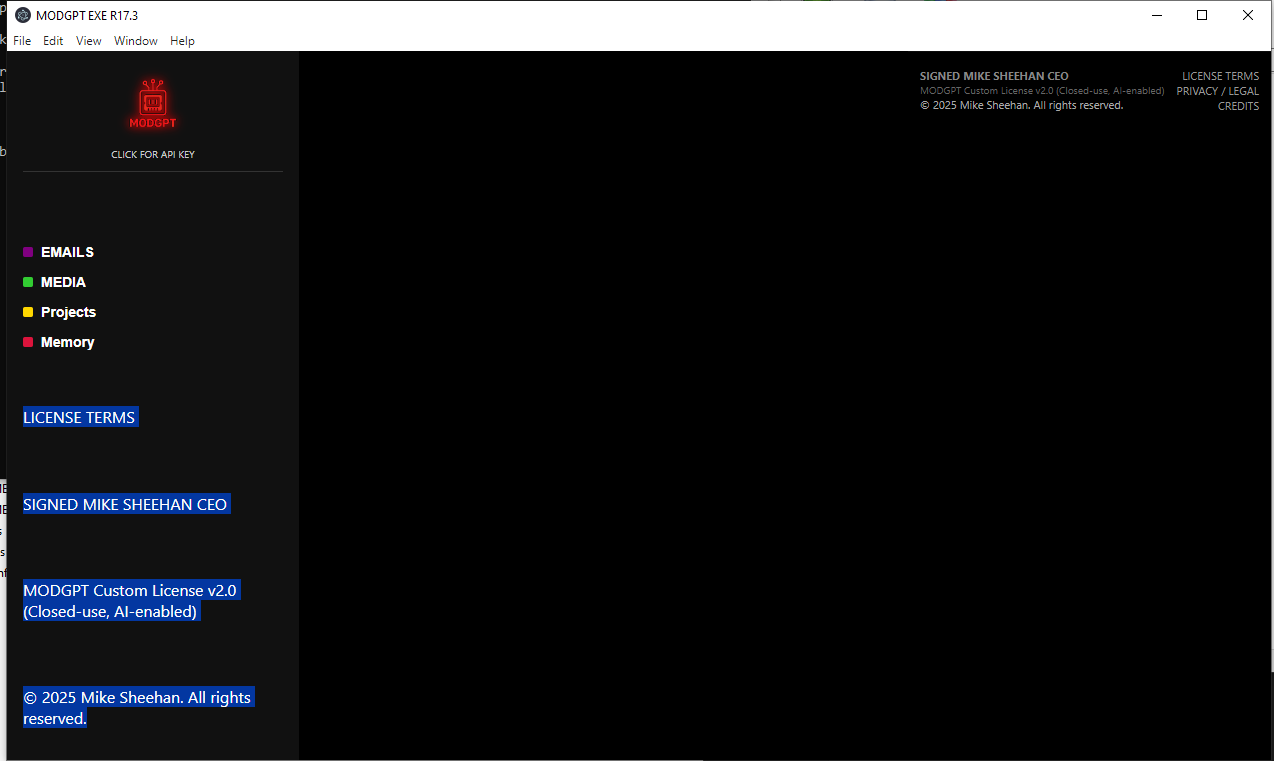 MODGPT EXE R17.3
File Edit View Window Help
MODGPT
CLICK FOR API KEY
EMAILS
MEDIA
Projects
Memory
LICENSE TERMS
SIGNED MIKE SHEEHAN CEO
MODGPT Custom License v2.0
(Closed-use, AI-enabled)
© 2025 Mike Sheehan. All rights
reserved.
SIGNED MIKE SHEEHAN CEO
MODGPT Custom License v2.0 (Closed-use, AI-enabled)
© 2025 Mike Sheehan. All rights reserved.
LICENSE TERMS
PRIVACY / LEGAL
CREDITS